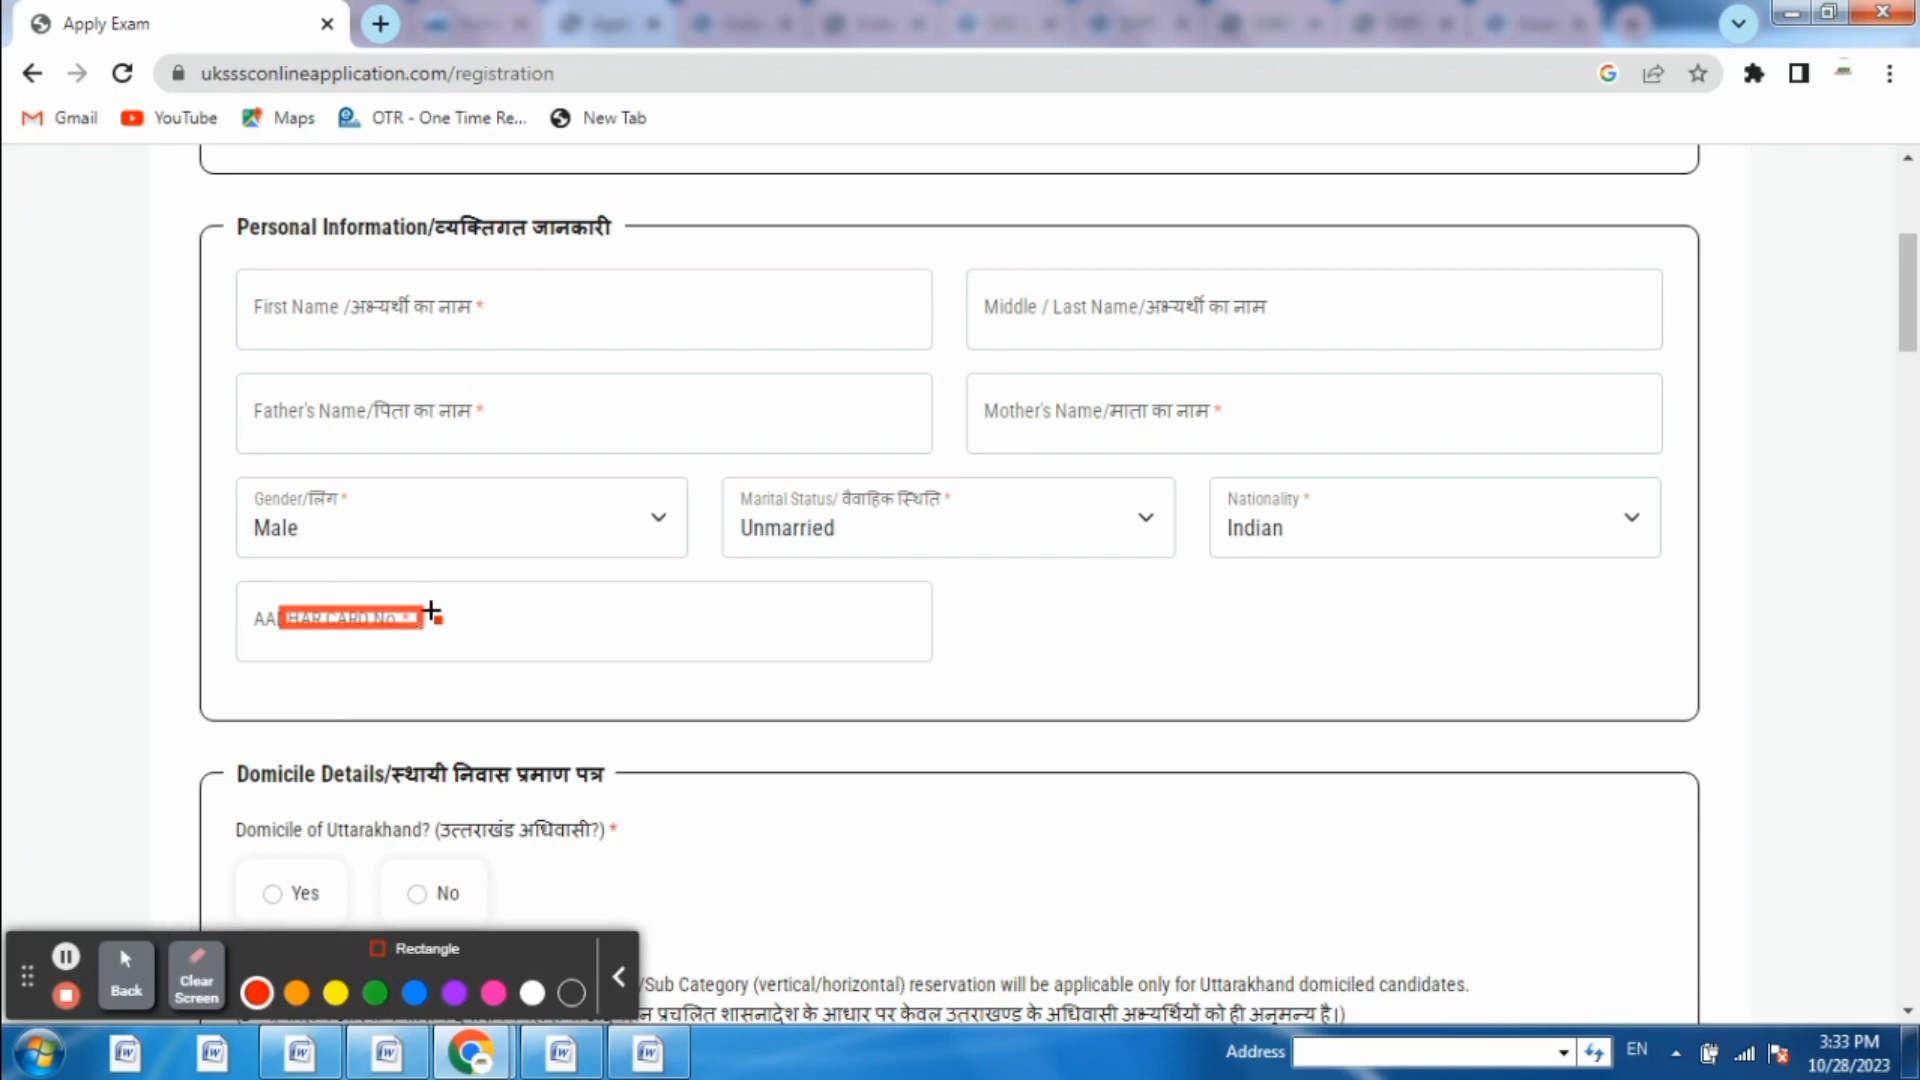 Apply Exam
uksssconlineapplication.com/registration
Gmail YouTube Maps OTR - One Time Re... New Tab
Personal Information/व्यक्तिगत जानकारी
First Name /अभ्यर्थी का नाम * Middle / Last Name/अभ्यर्थी का नाम
Father's Name/पिता का नाम * Mother's Name/माता का नाम *
Gender/लिंग * Marital Status/ वैवाहिक स्थिति * Nationality *
Male Unmarried Indian
AADHAR CARD No *
Domicile Details/स्थायी निवास प्रमाण पत्र
Domicile of Uttarakhand? (उत्तराखंड अधिवासी?) *
Yes No
Rectangle
Back Clear Screen
/Sub Category (vertical/horizontal) reservation will be applicable only for Uttarakhand domiciled candidates.
प्रचलित शासनादेश के आधार पर केवल उतराखण्ड के अधिवासी अभ्यर्थियों को ही अनुमन्य है।)
Address EN 3:33 PM
10/28/2023